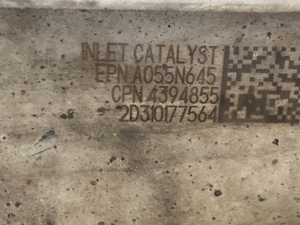 INLET CATALYST
EPN A055N645
CPN 4394855
2D310177564